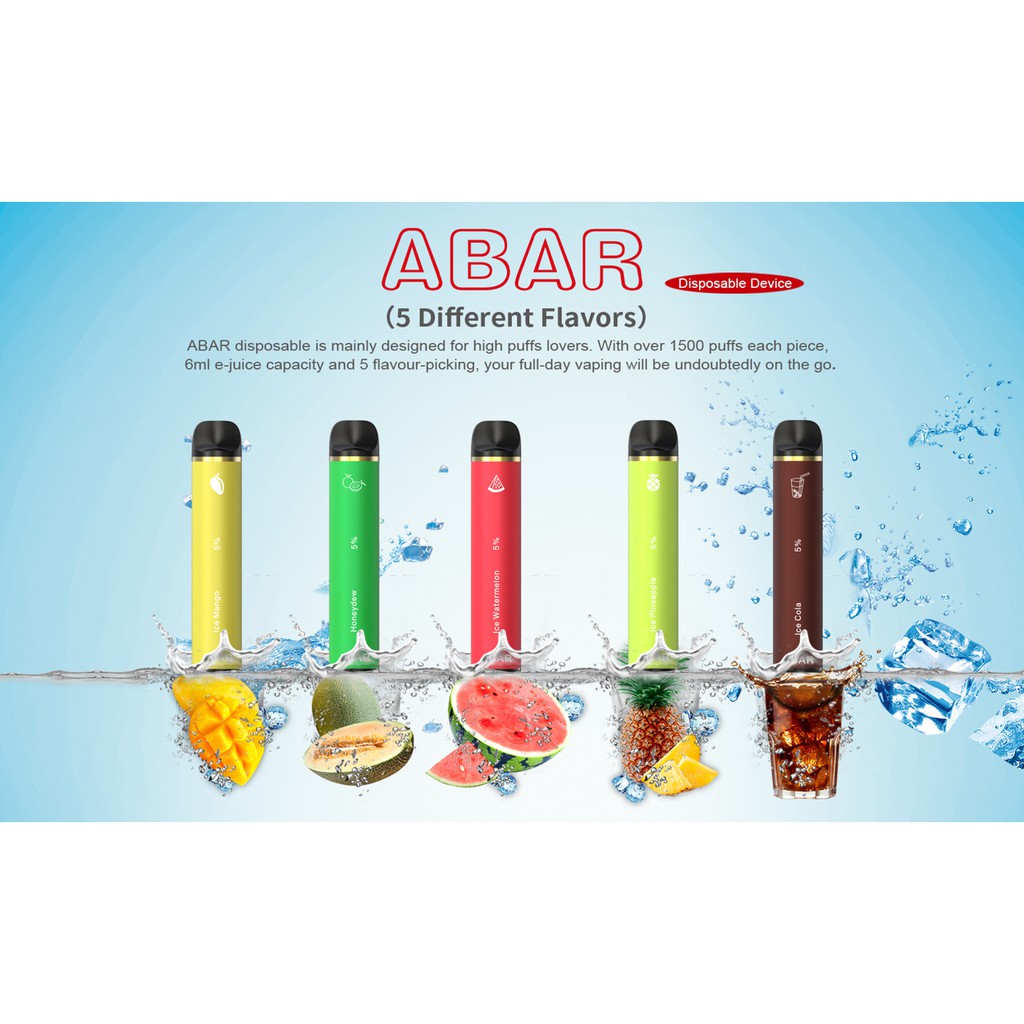 ABAR
Disposable Device
(5 Different Flavors)
ABAR disposable is mainly designed for high puffs lovers. With over 1500 puffs each piece,
6ml e-juice capacity and 5 flavour-picking, your full-day vaping will be undoubtedly on the go.
Ice Mango 5%
Honeydew 5%
Ice Watermelon 5%
Ice Pineapple 5%
Ice Cola 5%